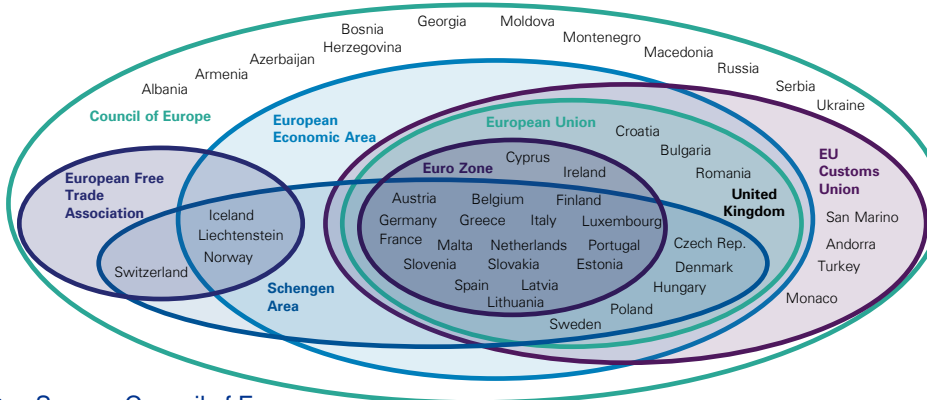 Georgia
Moldova
Bosnia
Herzegovina
Montenegro
Azerbaijan
Macedonia
Armenia
Russia
Albania
Serbia
Ukraine
Council of Europe
European
Economic Area
European Union
Croatia
Bulgaria
Romania
EU
Customs
Union
Euro Zone
Cyprus
Ireland
United
Kingdom
European Free
Trade
Association
Austria
Belgium
Finland
Iceland
Germany
Greece
Italy
Luxembourg
San Marino
Liechtenstein
France
Malta
Netherlands
Portugal
Czech Rep.
Andorra
Norway
Slovenia
Slovakia
Estonia
Denmark
Turkey
Switzerland
Schengen
Area
Spain
Latvia
Hungary
Monaco
Lithuania
Poland
Sweden